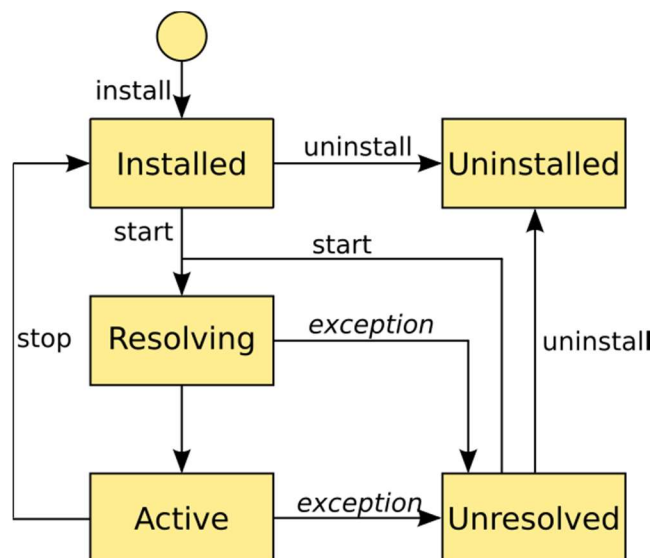 install
Installed
uninstall
Uninstalled
start
start
Resolving
exception
stop
uninstall
Active
exception
Unresolved